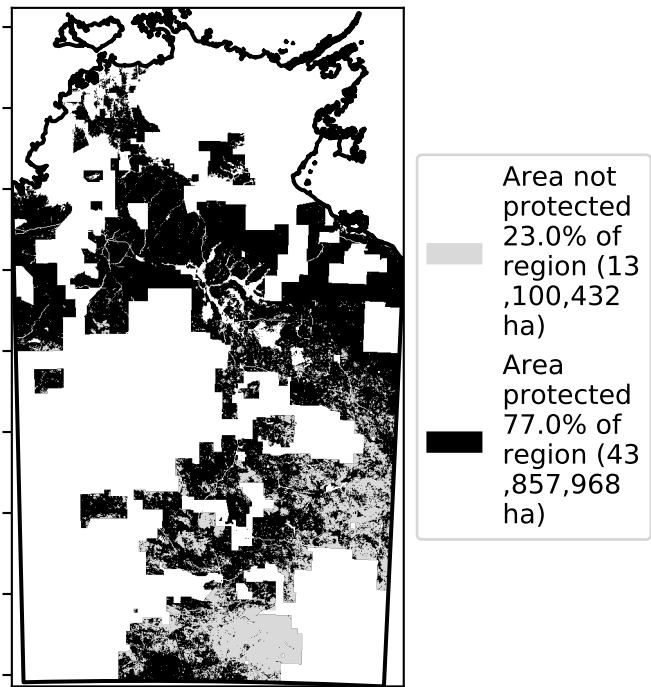 Area not
protected
23.0% of
region (13
,100,432
ha)
Area
protected
77.0% of
region (43
,857,968
ha)